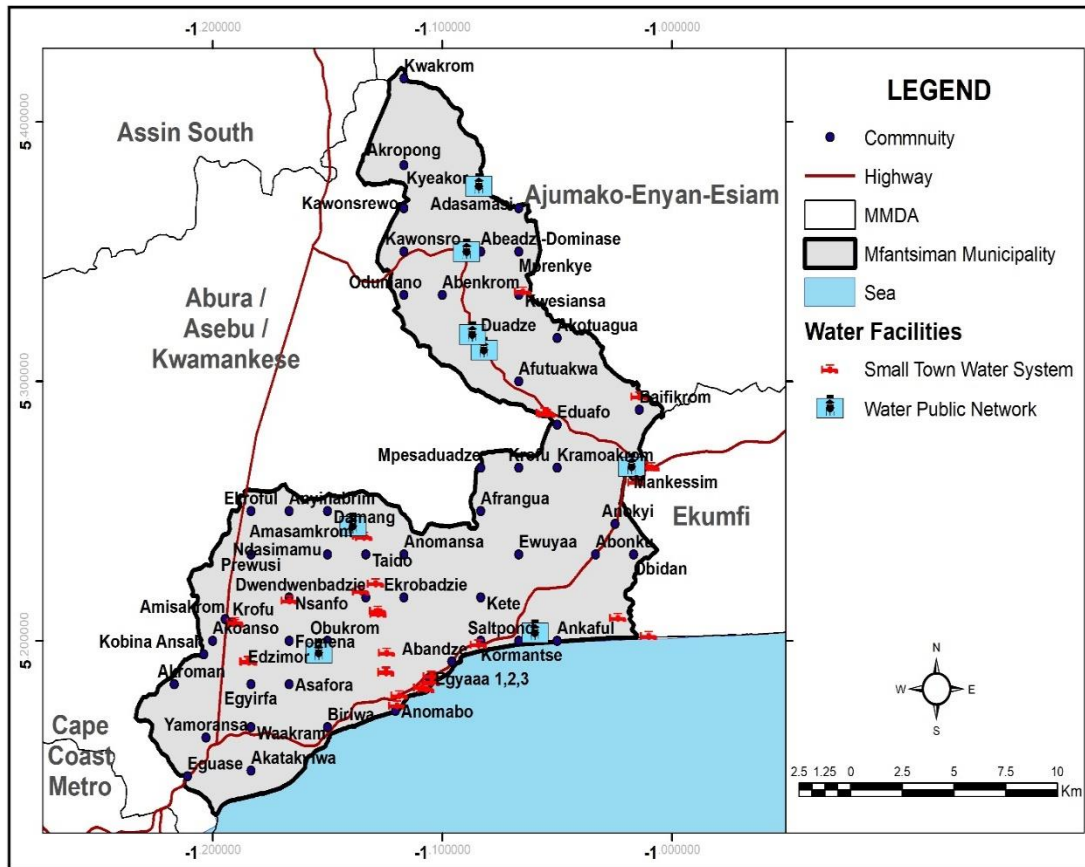 -1.200000
-1.100000
-1.000000
5.400000
5.300000
5.200000
Kwakrom
Assin South
Akropong
Kyeakor
Ajumako-Enyan-Esiam
Kawonsrewo
Adasamasi
Kawonsro
Abeadzi-Dominase
Mprenkye
Abenkrom
Kwesiansa
Abura /
Asebu /
Kwamankese
Duadze
Akotuagua
Afutuakwa
Baifikrom
Eduafo
Mpesaduadze
Krofu
Kramoakrom
Mankessim
Ekroful
Anyinabrim
Afrangua
Ekumfi
Damang
Anokyi
Amasamkrom
Ndasimamu
Anomansa
Ewuyaa
Abonku
Prewusi
Taido
Obidan
Dwendwenbadzie
Ekrobadzie
Amisakrom
Krofu
Nsanfo
Kete
Akoanso
Obukrom
Saltpond
Ankaful
Kobina Ansah
Fomena
Abandze
Kormantse
Edzimor
Akroman
Egyirfa
Asafora
Egyaaa 1,2,3
Biriwa
Anomabo
Cape
Coast
Metro
Yamoransa
Waakram
Eguase
Akatakyiwa
LEGEND
Commnuity
Highway
MMDA
Mfantsiman Municipality
Sea
Water Facilities
Small Town Water System
Water Public Network
N
W
E
S
2.5 1.25 0 2.5 5 7.5 10
Km